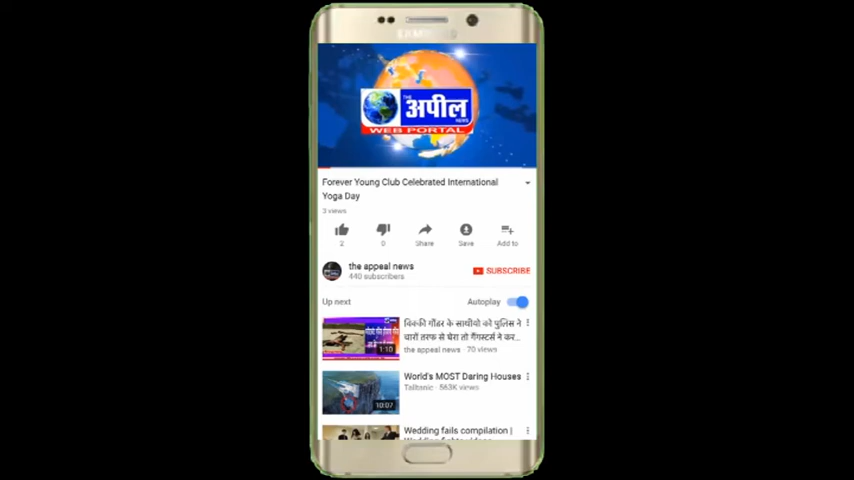 SAMSUNG
THE
अपील
NEWS
WEB PORTAL
Forever Young Club Celebrated International
Yoga Day
3 views
2
0
Share
Save
Add to
the appeal news
440 subscribers
SUBSCRIBE
Up next
Autoplay
विक्की गौंडर के साथीयो को पुलिस ने
चारों तरफ से घेरा तो गैंगस्टर्स ने कर...
the appeal news · 70 views
1:10
World's MOST Daring Houses
Talltanic · 563K views
10:07
Wedding fails compilation |